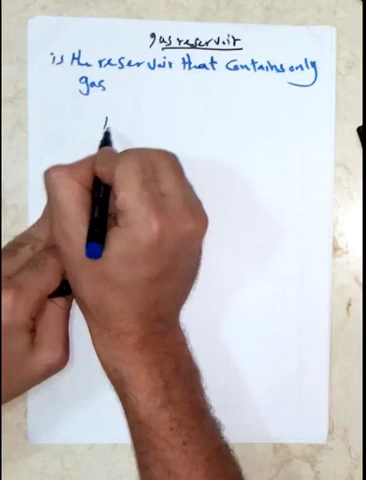 gas reservoir
is the reservoir that contains only
gas